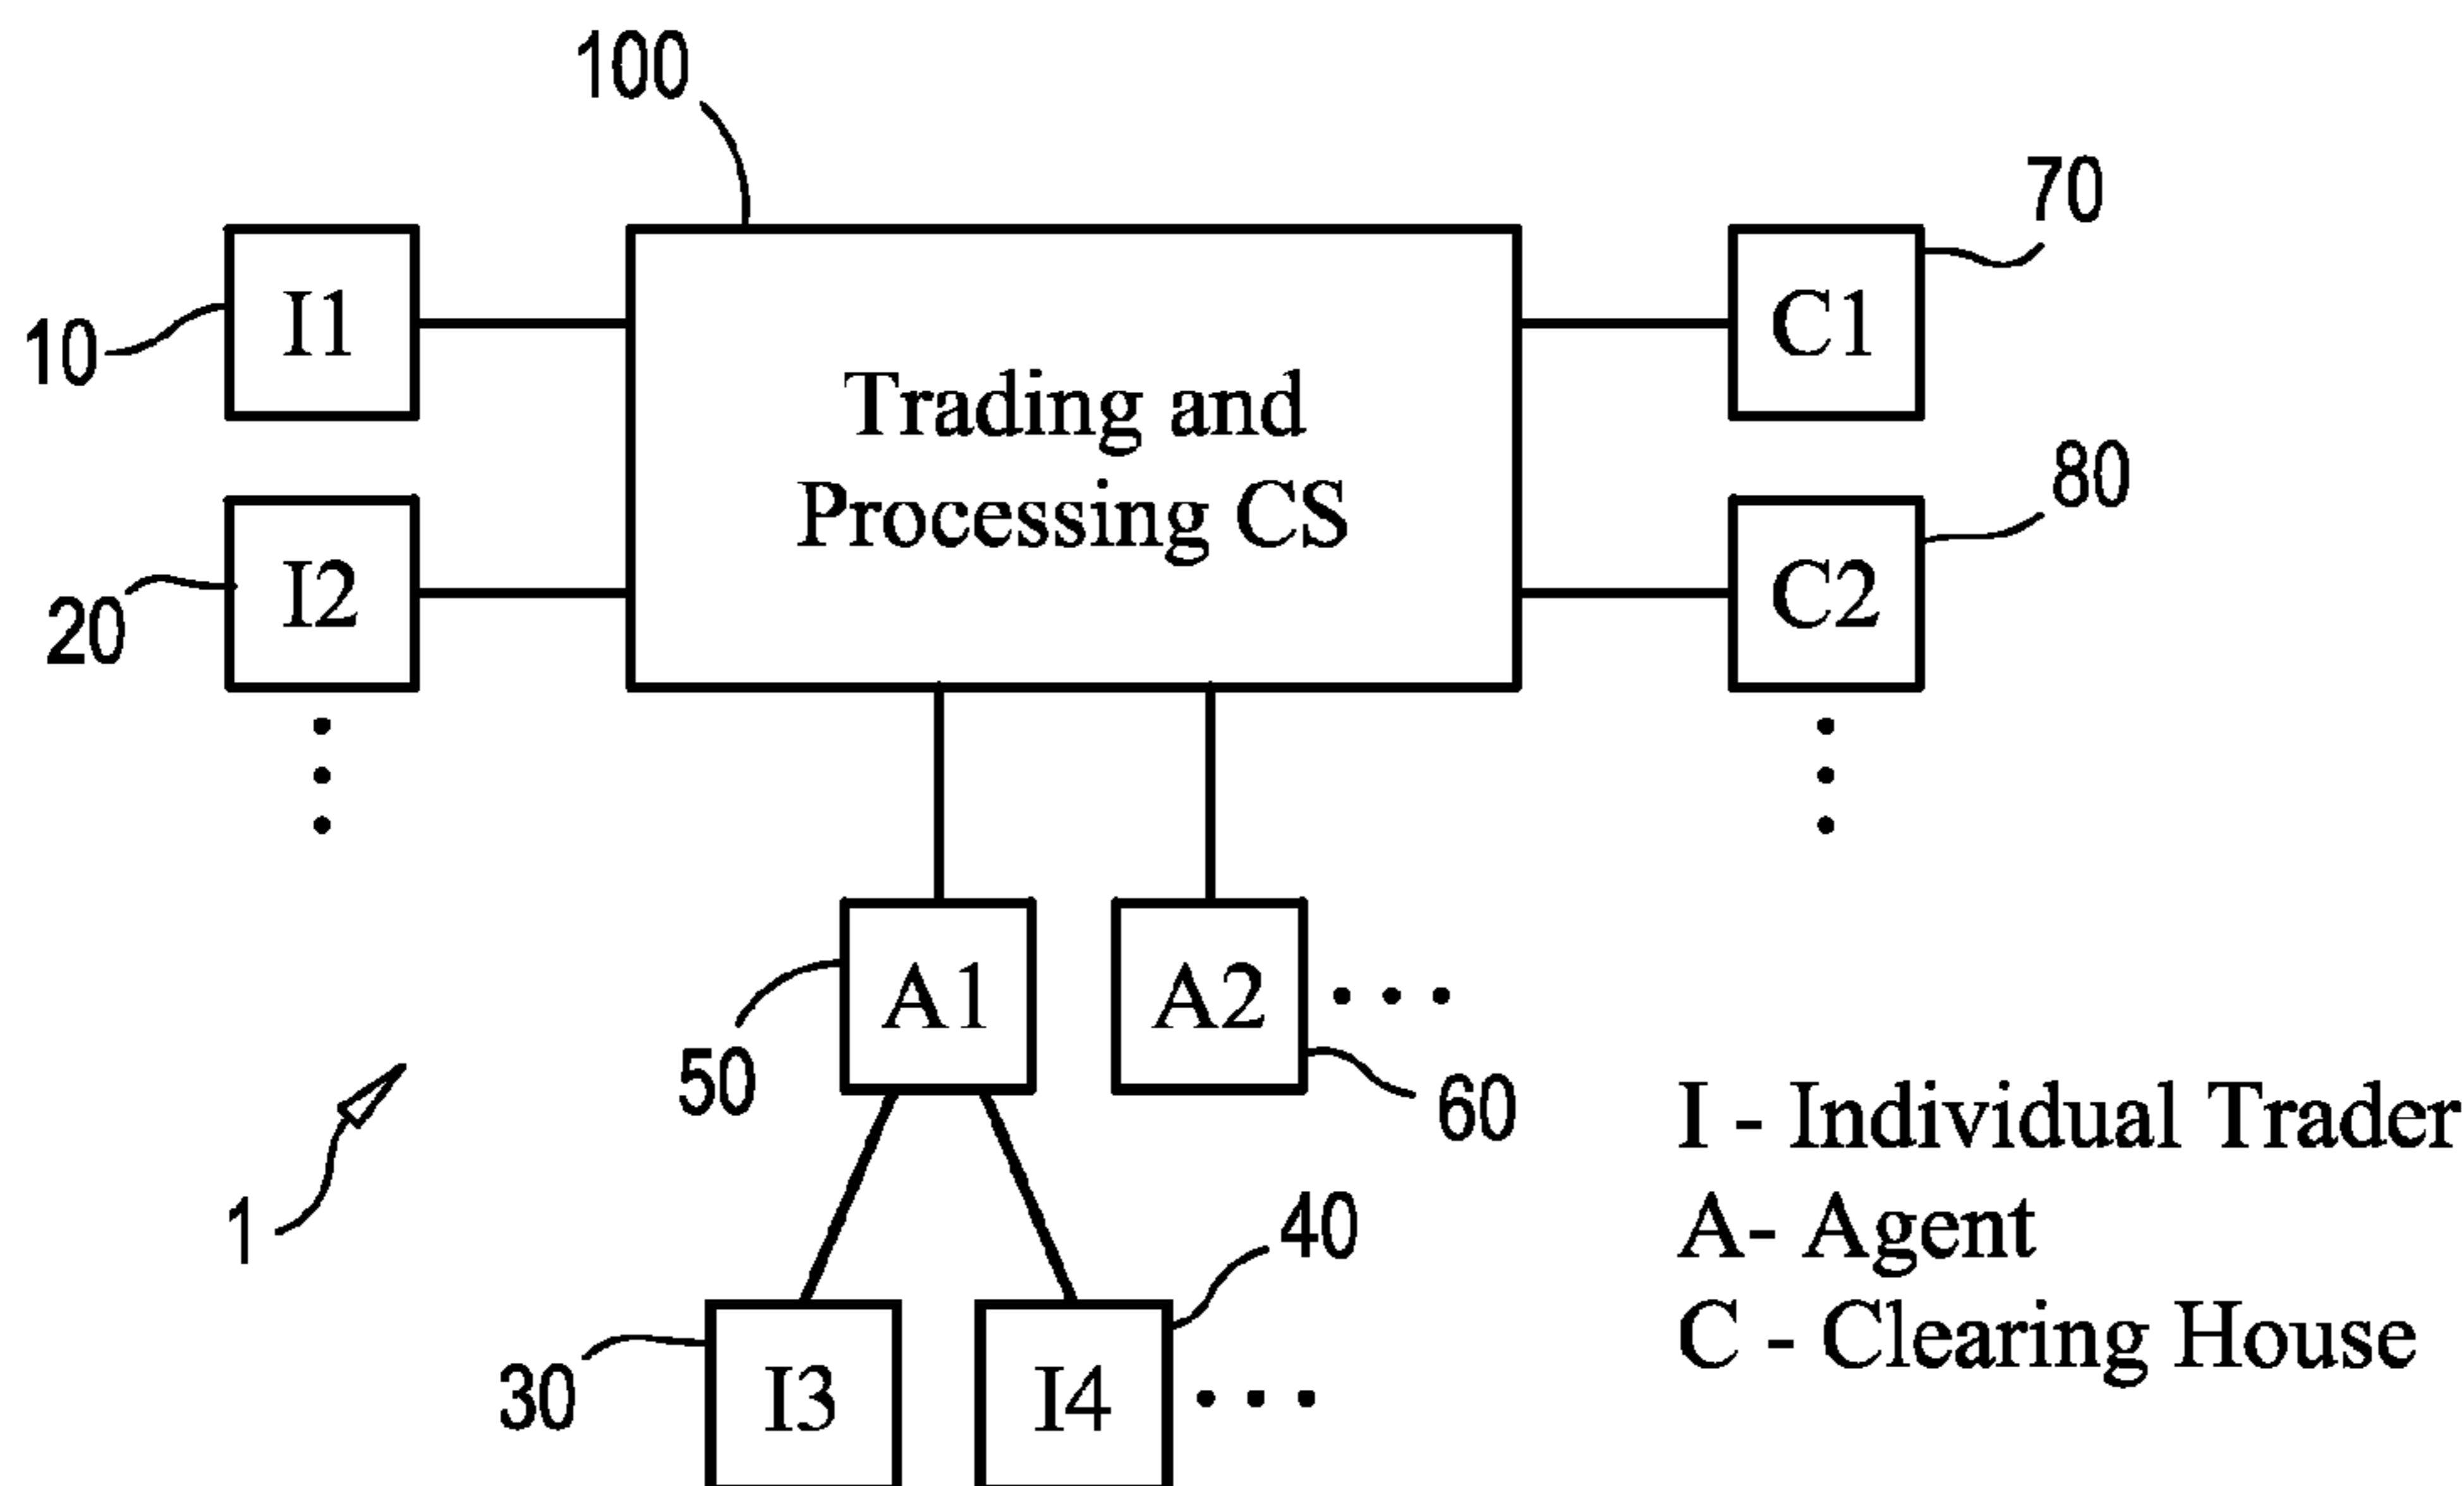 100
70
I1
C1
10
Trading and
Processing CS
80
I2
C2
20
A1
A2
50
60
I - Individual Trader
1
40
A- Agent
C - Clearing House
30
I3
I4